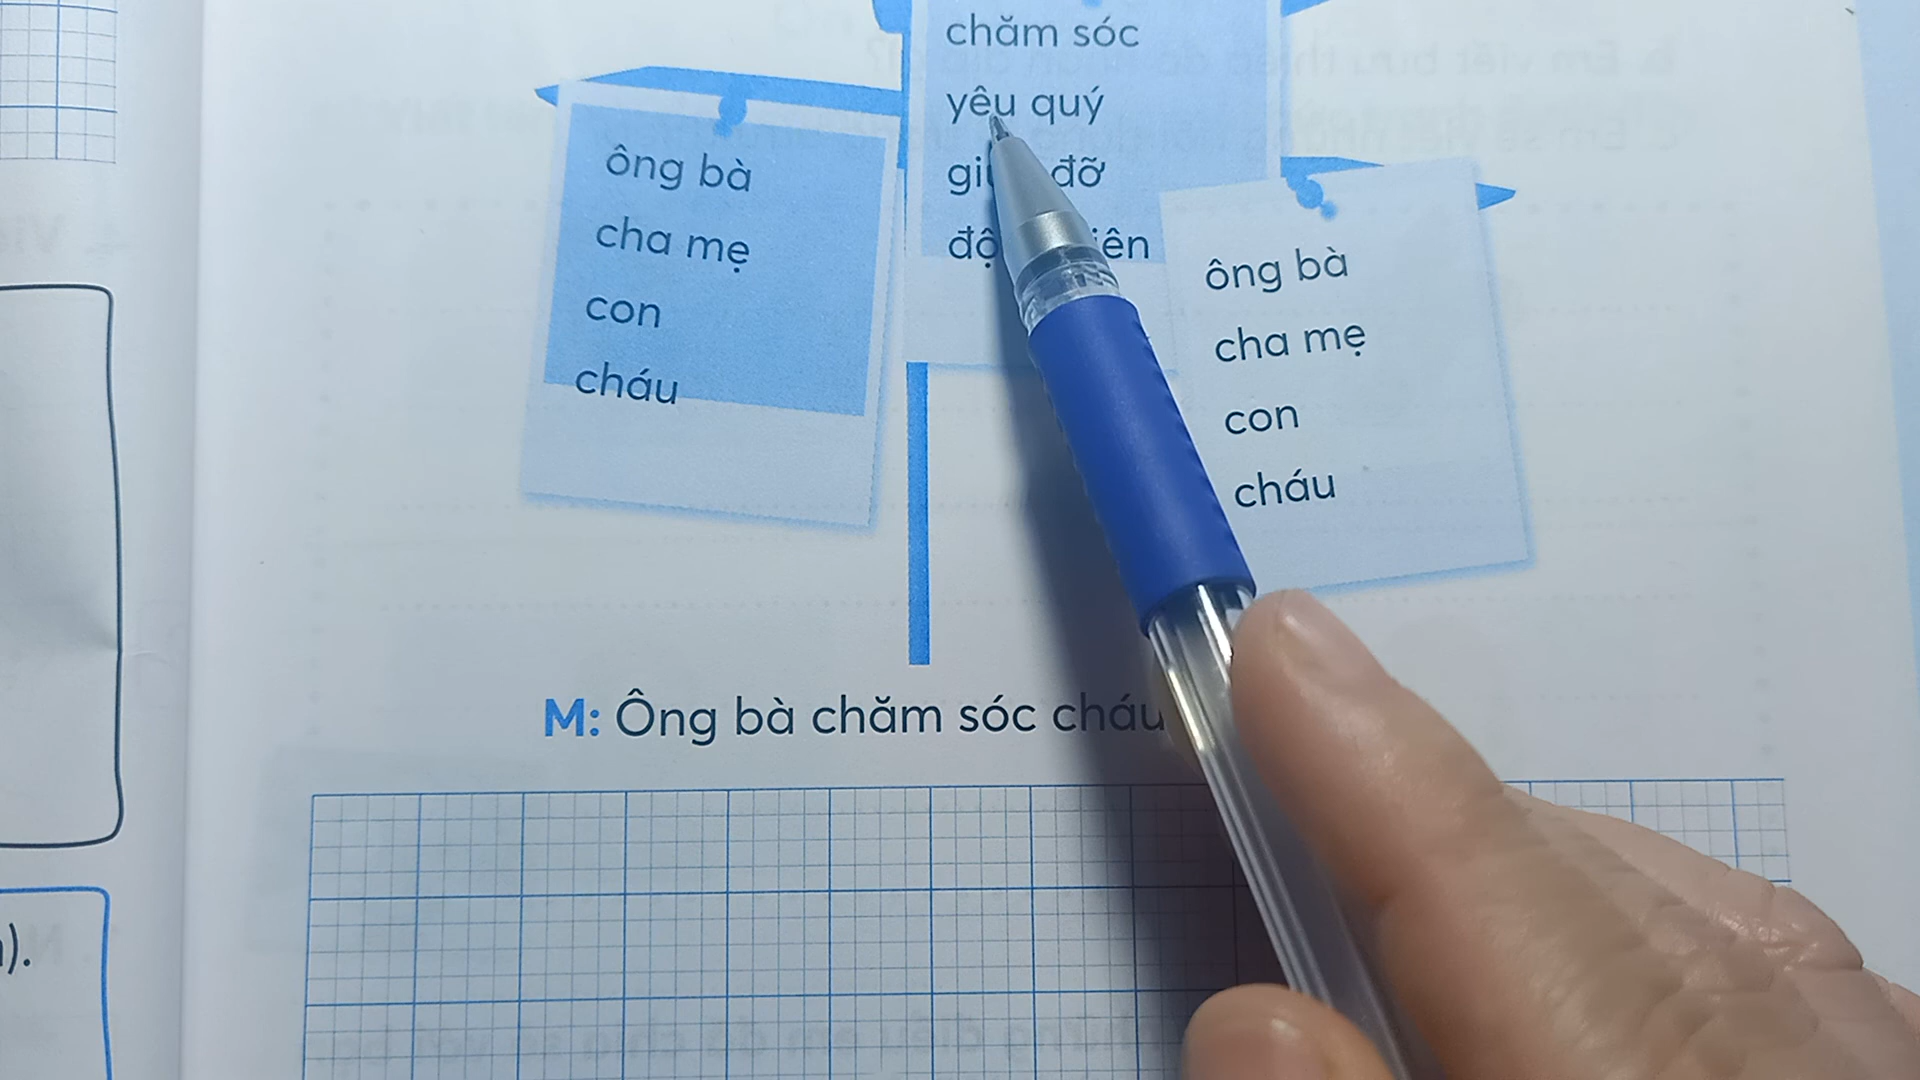 chăm sóc
yêu quý
đỡ
ông bà
cha mẹ
con
cháu
ông bà
cha mẹ
con
cháu
M: Ông bà chăm sóc cháu
).